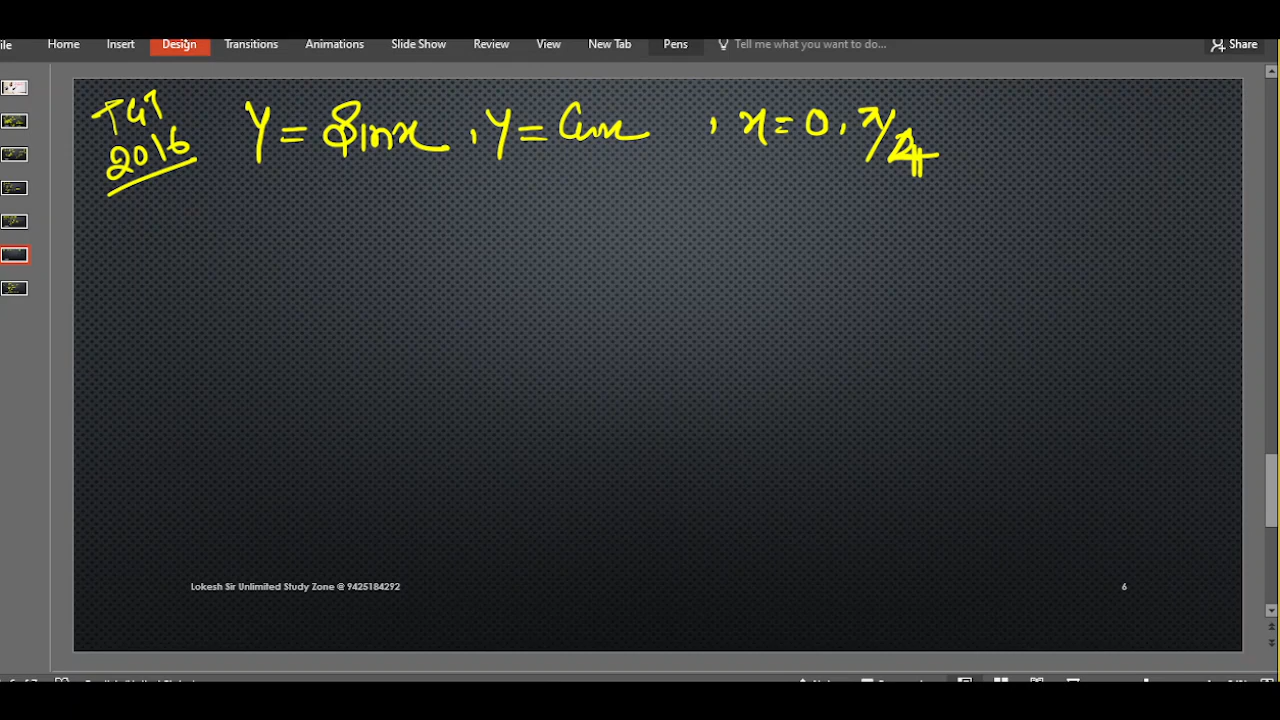 File Home Insert Design Transitions Animations Slide Show Review View New Tab Pens Tell me what you want to do... Share
TGT
2016
y = Sinx , y = Cosx , x = 0, π/4
Lokesh Sir Unlimited Study Zone @ 9425184292 6